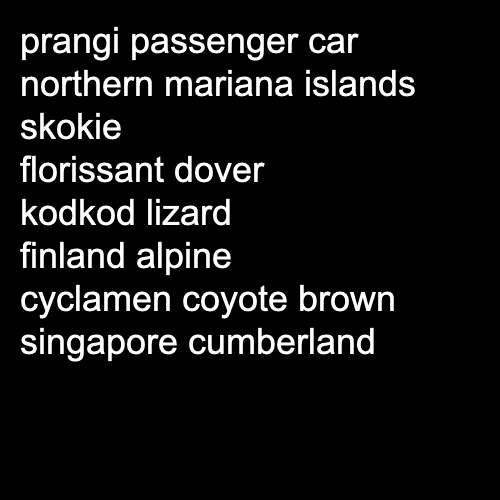 prangi passenger car
northern mariana islands
skokie
florissant dover
kodkod lizard
finland alpine
cyclamen coyote brown
singapore cumberland